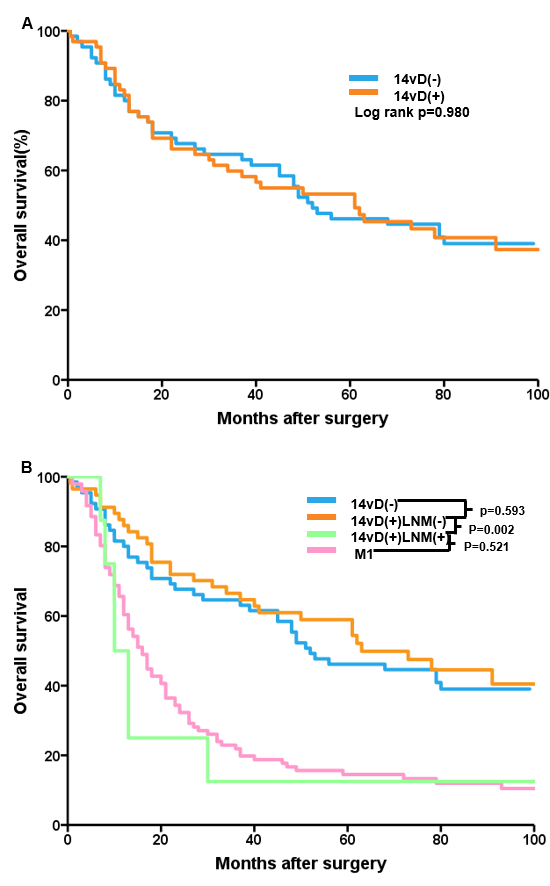 A
100
80
60
40
20
0
Overall survival(%)
14vD(-)
14vD(+)
Log rank p=0.980
0 20 40 60 80 100
Months after surgery
B
100
80
60
40
20
0
Overall survival
14vD(-)
14vD(+)LNM(-)
14vD(+)LNM(+)
M1
p=0.593
P=0.002
P=0.521
0 20 40 60 80 100
Months after surgery